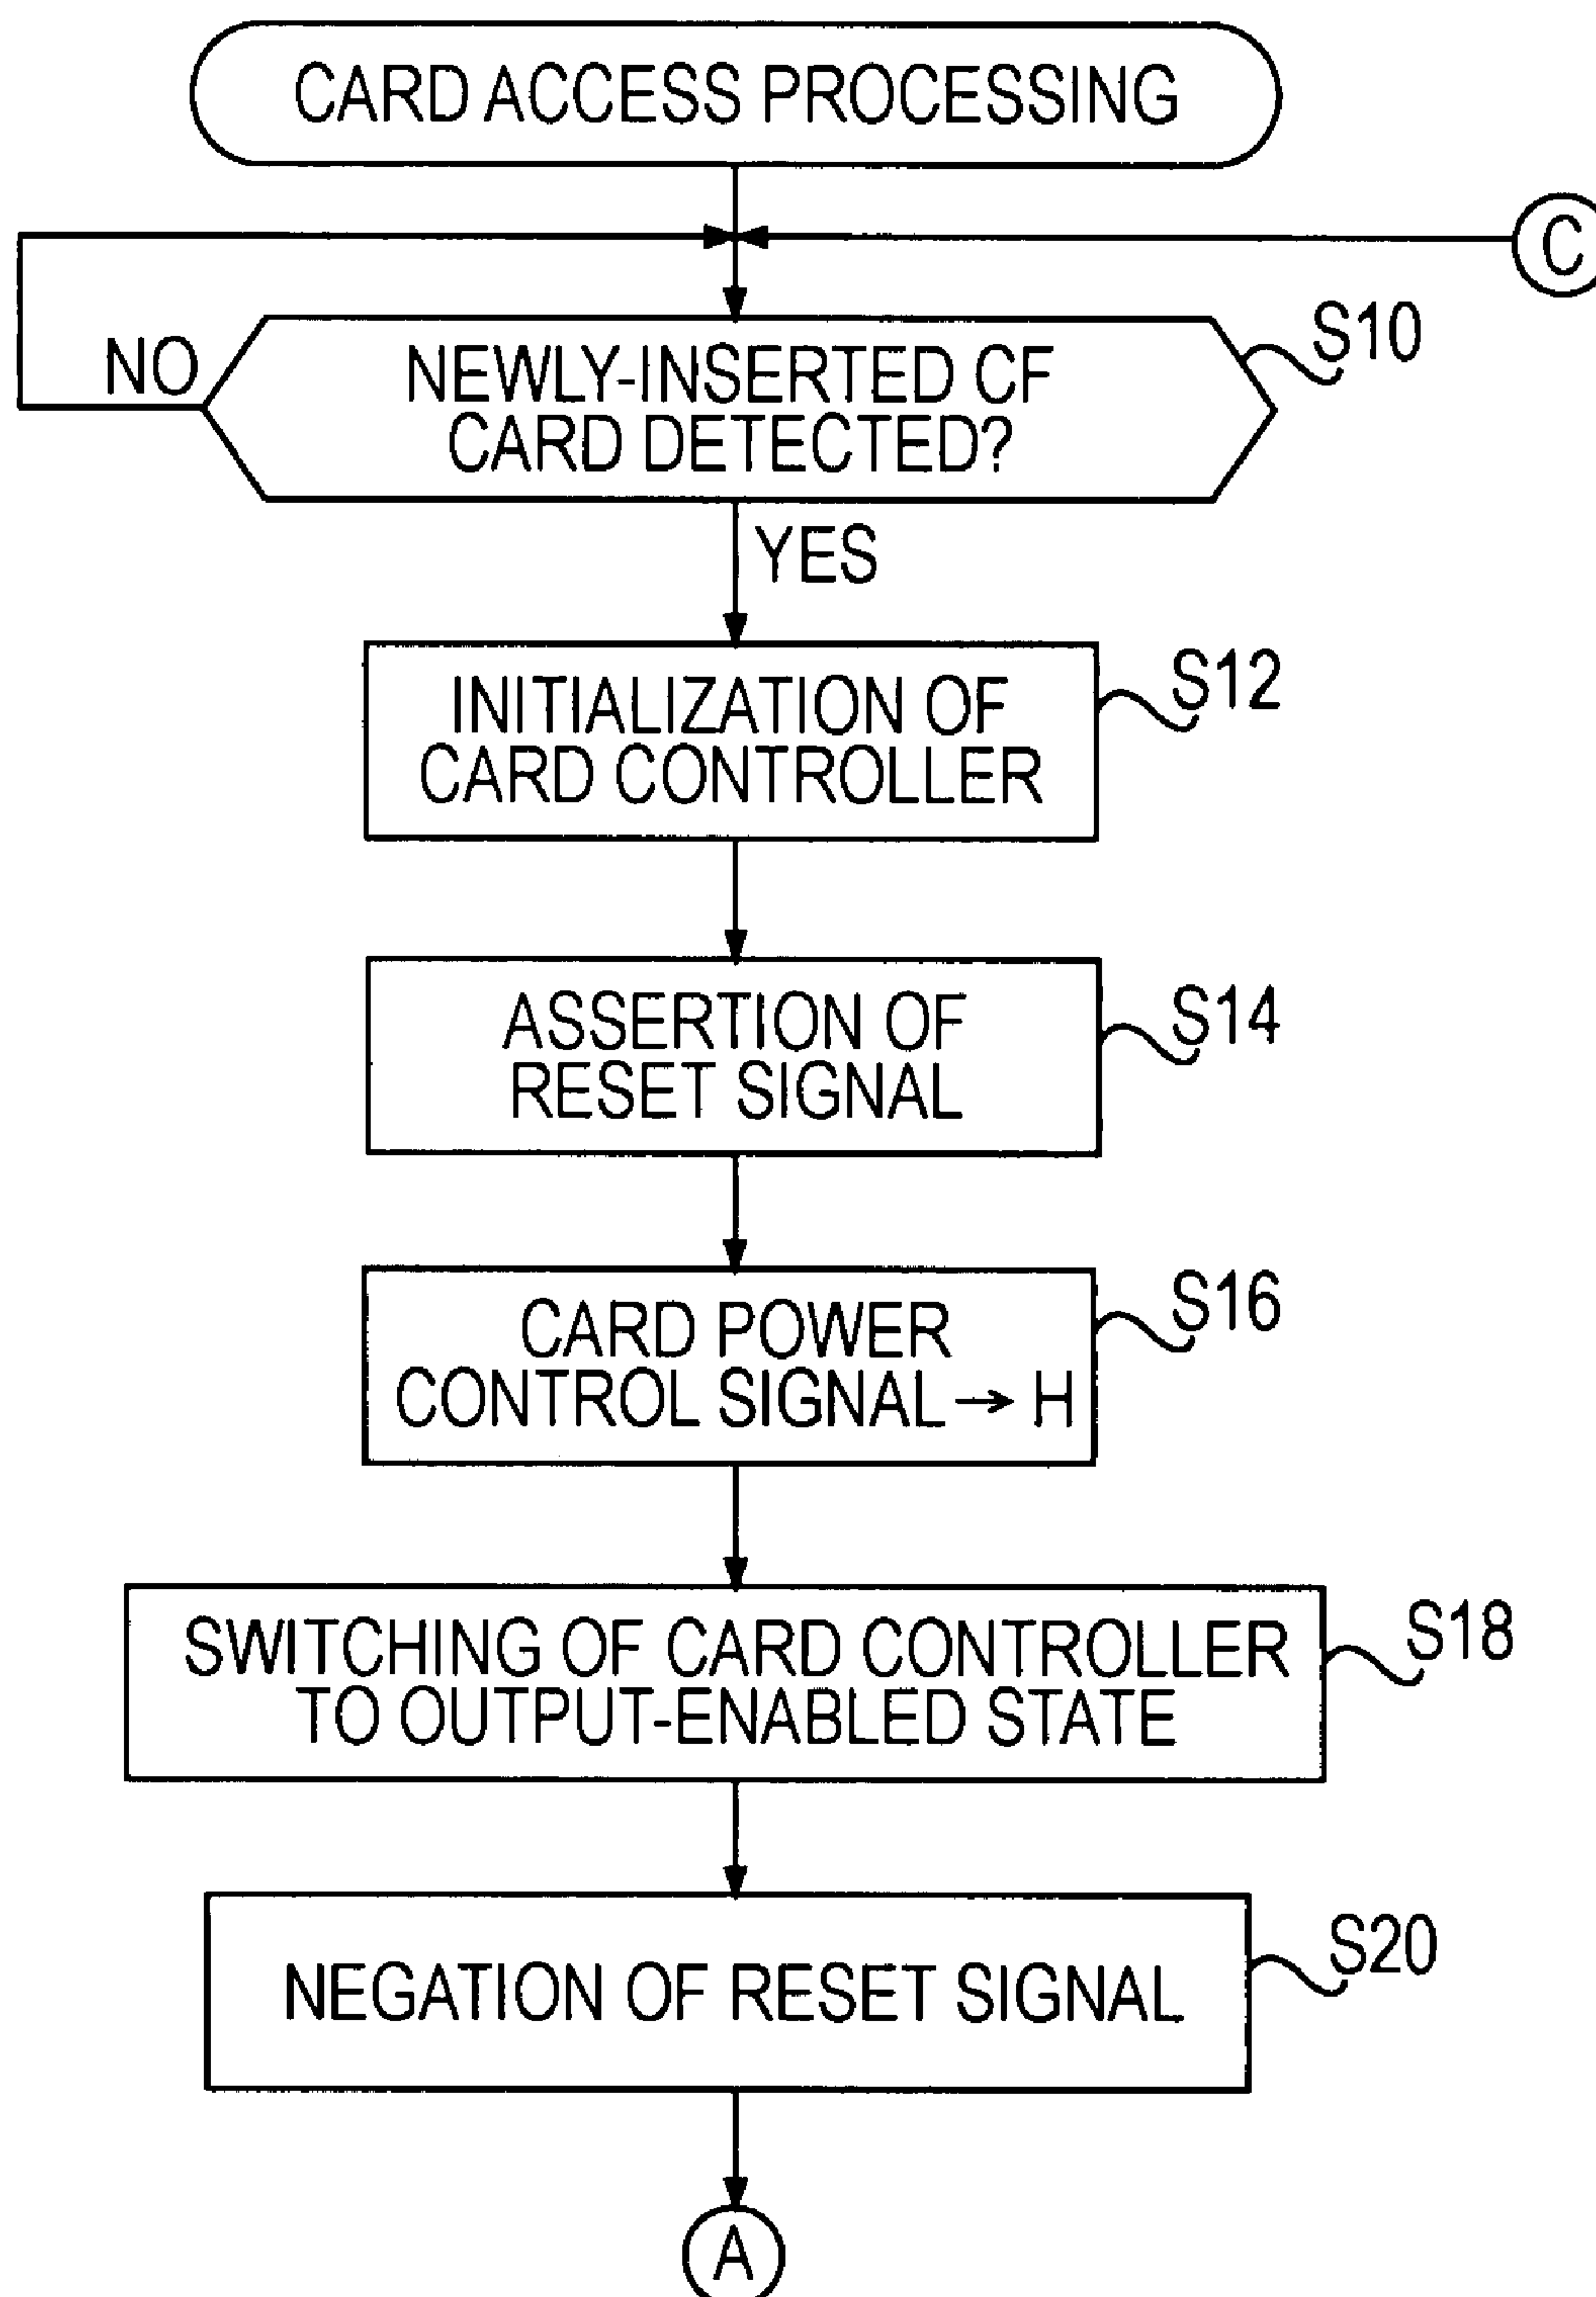 CARD ACCESS PROCESSING
C
S10
NO
NEWLY-INSERTED CF
CARD DETECTED?
YES
S12
INITIALIZATION OF
CARD CONTROLLER
S14
ASSERTION OF
RESET SIGNAL
S16
CARD POWER
CONTROL SIGNAL → H
S18
SWITCHING OF CARD CONTROLLER
TO OUTPUT-ENABLED STATE
S20
NEGATION OF RESET SIGNAL
A